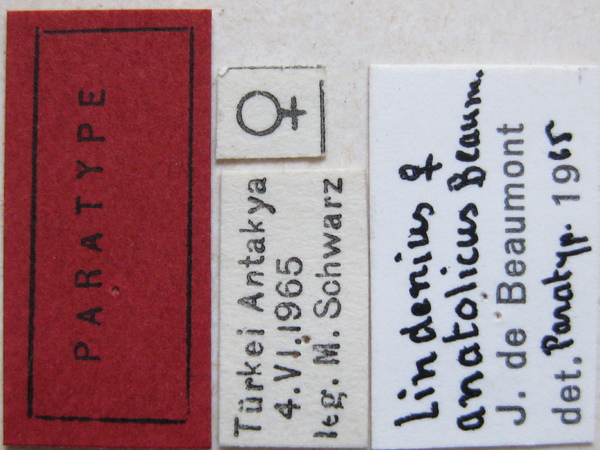 PARATYPE
♀
Türkei Antakya
4.VI.1965
leg. M. Schwarz
Lindenius ♀
anatolicus Beaum.
J. de Beaumont
det. Paratyp. 1965